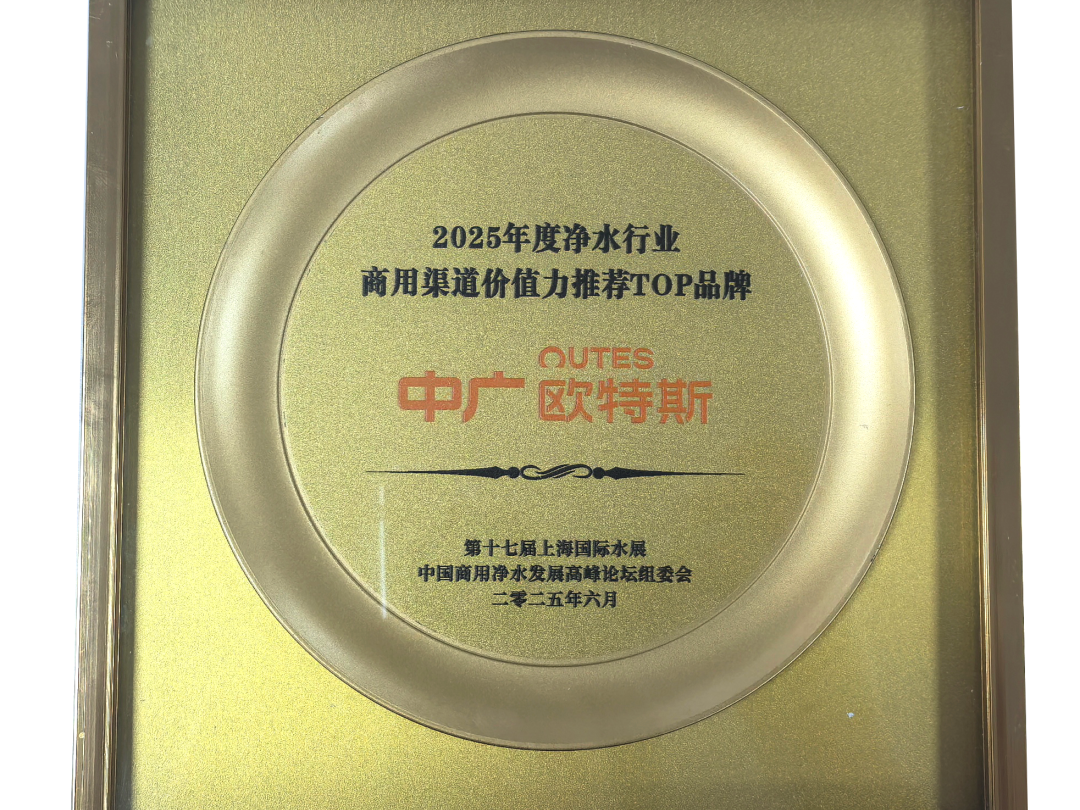 2025年度净水行业
商用渠道价值力推荐TOP品牌
OUTES
中广欧特斯
第十七届上海国际水展
中国商用净水发展高峰论坛组委会
二零二五年六月